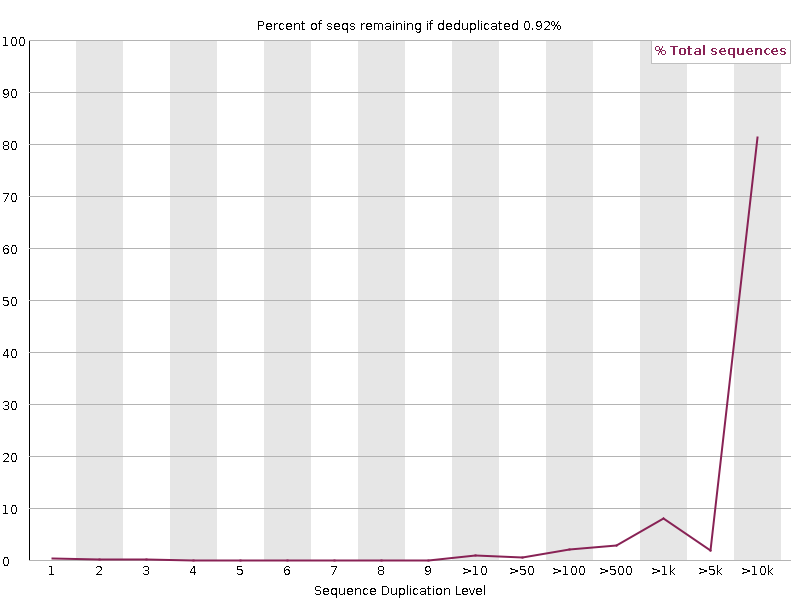 Percent of seqs remaining if deduplicated 0.92%
% Total sequences
100
90
80
70
60
50
40
30
20
10
0
1 2 3 4 5 6 7 8 9 >10 >50 >100 >500 >1k >5k >10k
Sequence Duplication Level